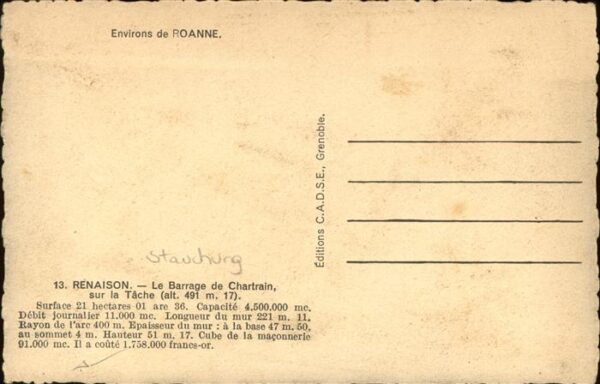 Environs de ROANNE.
Éditions C.A.D.S.E., Grenoble.
Stauchurg
13. RENAISON. — Le Barrage de Chartrain,
sur la Tâche (alt. 491 m. 17).
Surface 21 hectares 01 are 36. Capacité 4.500.000 mc.
Débit journalier 11.000 mc. Longueur du mur 221 m. 11.
Rayon de l'arc 400 m. Epaisseur du mur : à la base 47 m. 50,
au sommet 4 m. Hauteur 51 m. 17. Cube de la maçonnerie
91.000 mc. Il a coûté 1.758.000 francs-or.